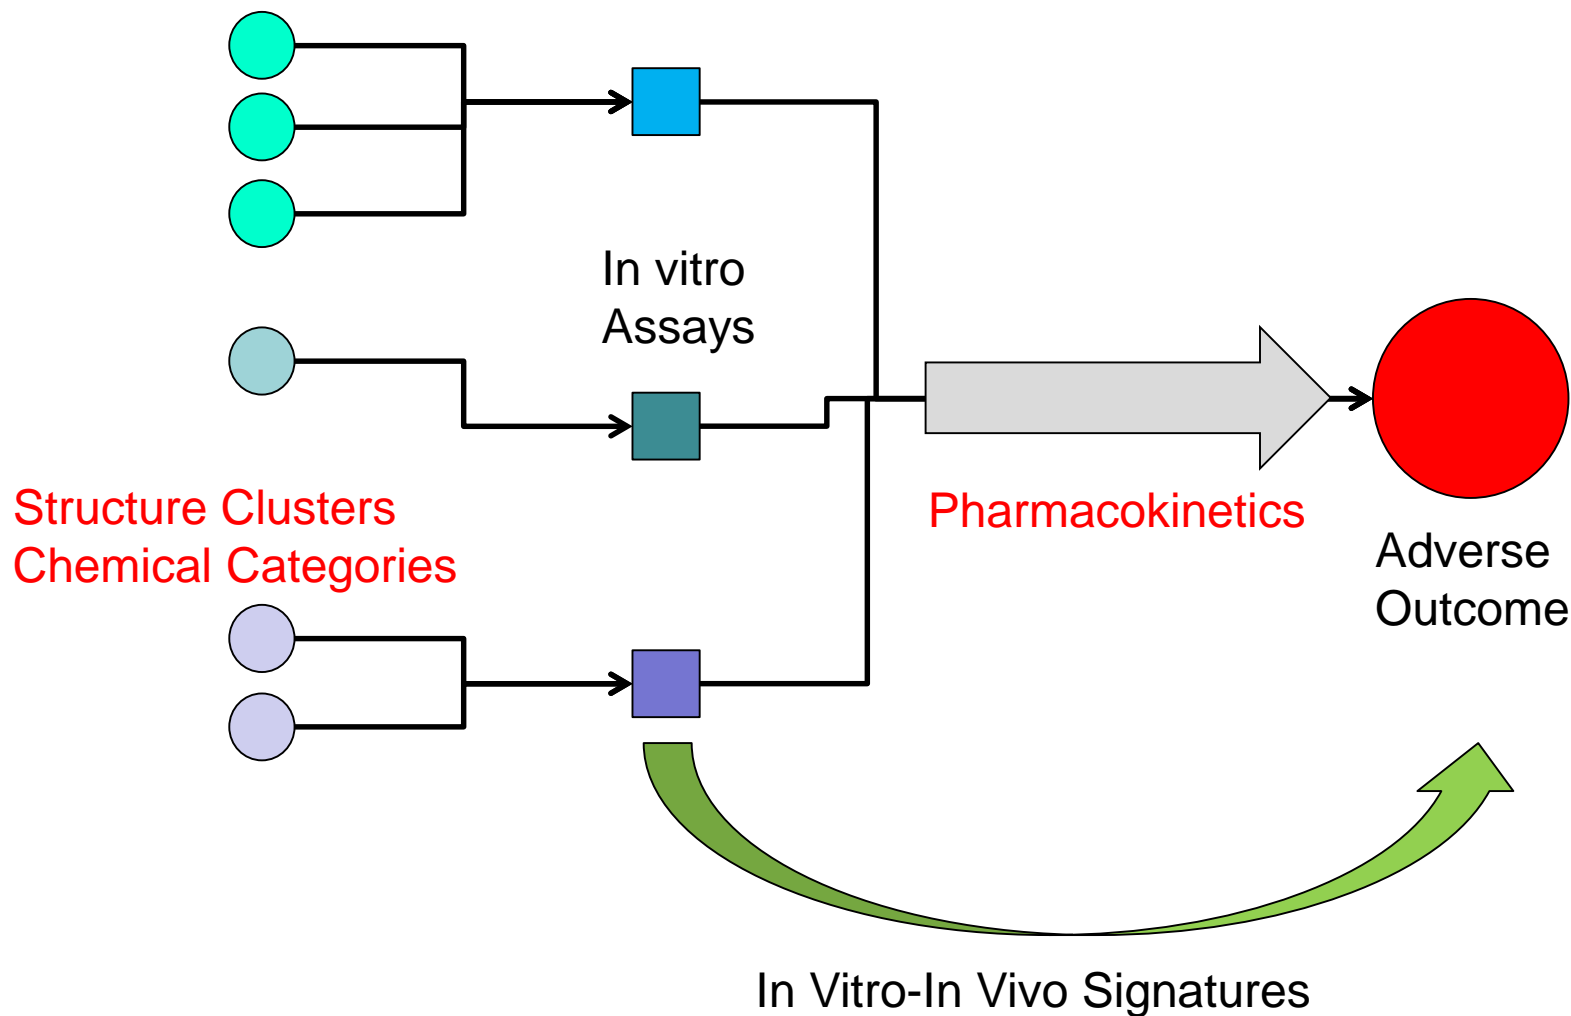 In vitro
Assays
Structure Clusters
Chemical Categories
Pharmacokinetics
Adverse
Outcome
In Vitro-In Vivo Signatures